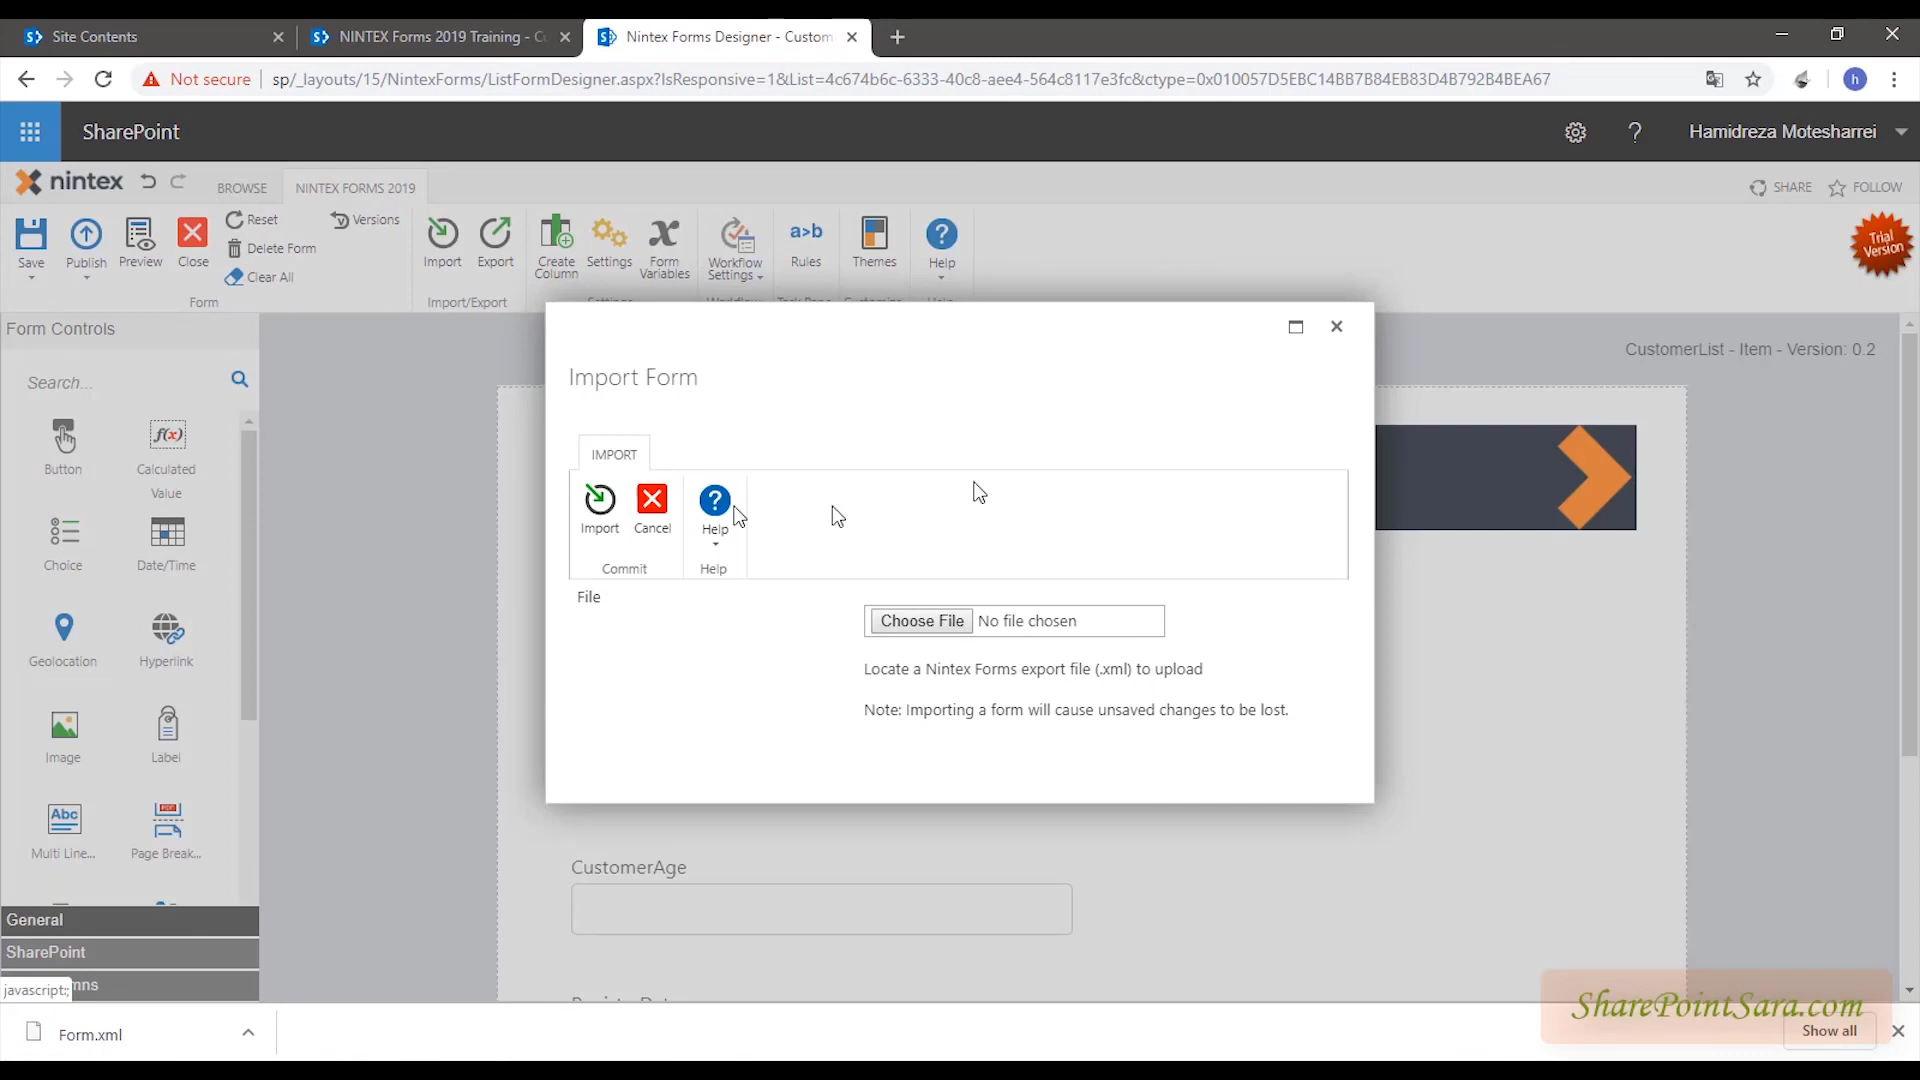 Site Contents
NINTEX Forms 2019 Training - Cu
Nintex Forms Designer - Custom
Not secure
sp/_layouts/15/NintexForms/ListFormDesigner.aspx?IsResponsive=1&List=4c674b6c-6333-40c8-aee4-564c8117e3fc&ctype=0x010057D5EBC14BB7B84EB83D4B792B4BEA67
h
SharePoint
Hamidreza Motesharrei
nintex
BROWSE
NINTEX FORMS 2019
SHARE
FOLLOW
Save
Publish
Preview
Close
Reset
Delete Form
Clear All
Versions
Import
Export
Create Column
Settings
Form Variables
Workflow Settings
a>b
Rules
Themes
Help
Trial Version
Form
Import/Export
Form Controls
CustomerList - Item - Version: 0.2
Search...
Import Form
IMPORT
Import
Cancel
Help
Commit
Help
File
Choose File
No file chosen
Locate a Nintex Forms export file (.xml) to upload
Note: Importing a form will cause unsaved changes to be lost.
Button
f(x)
Calculated Value
Choice
Date/Time
Geolocation
Hyperlink
Image
Label
Abc
Multi Line...
PDF
Page Break...
CustomerAge
General
SharePoint
javascript:;
mns
Form.xml
SharePointSara.com
Show all